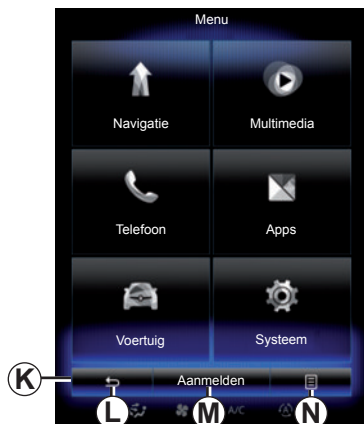 Menu
Navigatie Multimedia
Telefoon Apps
Voertuig Systeem
K Aanmelden
L M A/C N